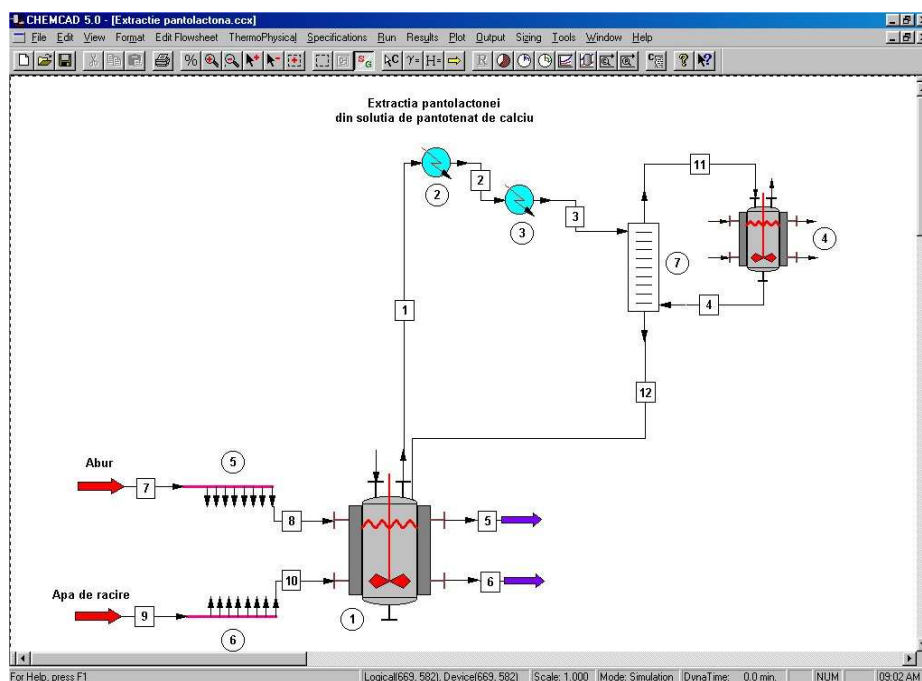 CHEMCAD 5.0 - [Extractie pantolactona.ccx]
File Edit View Format Edit Flowsheet ThermoPhysical Specifications Run Results Plot Output Sizing Tools Window Help
Extractia pantolactonei
din solutia de pantotenat de calciu
11
2
2
3
3
4
7
4
1
12
Abur
5
7
8
5
10
6
Apa de racire
9
6
1
For Help, press F1
Logical(669, 582), Device(669, 582) Scale: 1.000 Mode: Simulation DynaTime: 0.0 min. NUM 09:02 AM